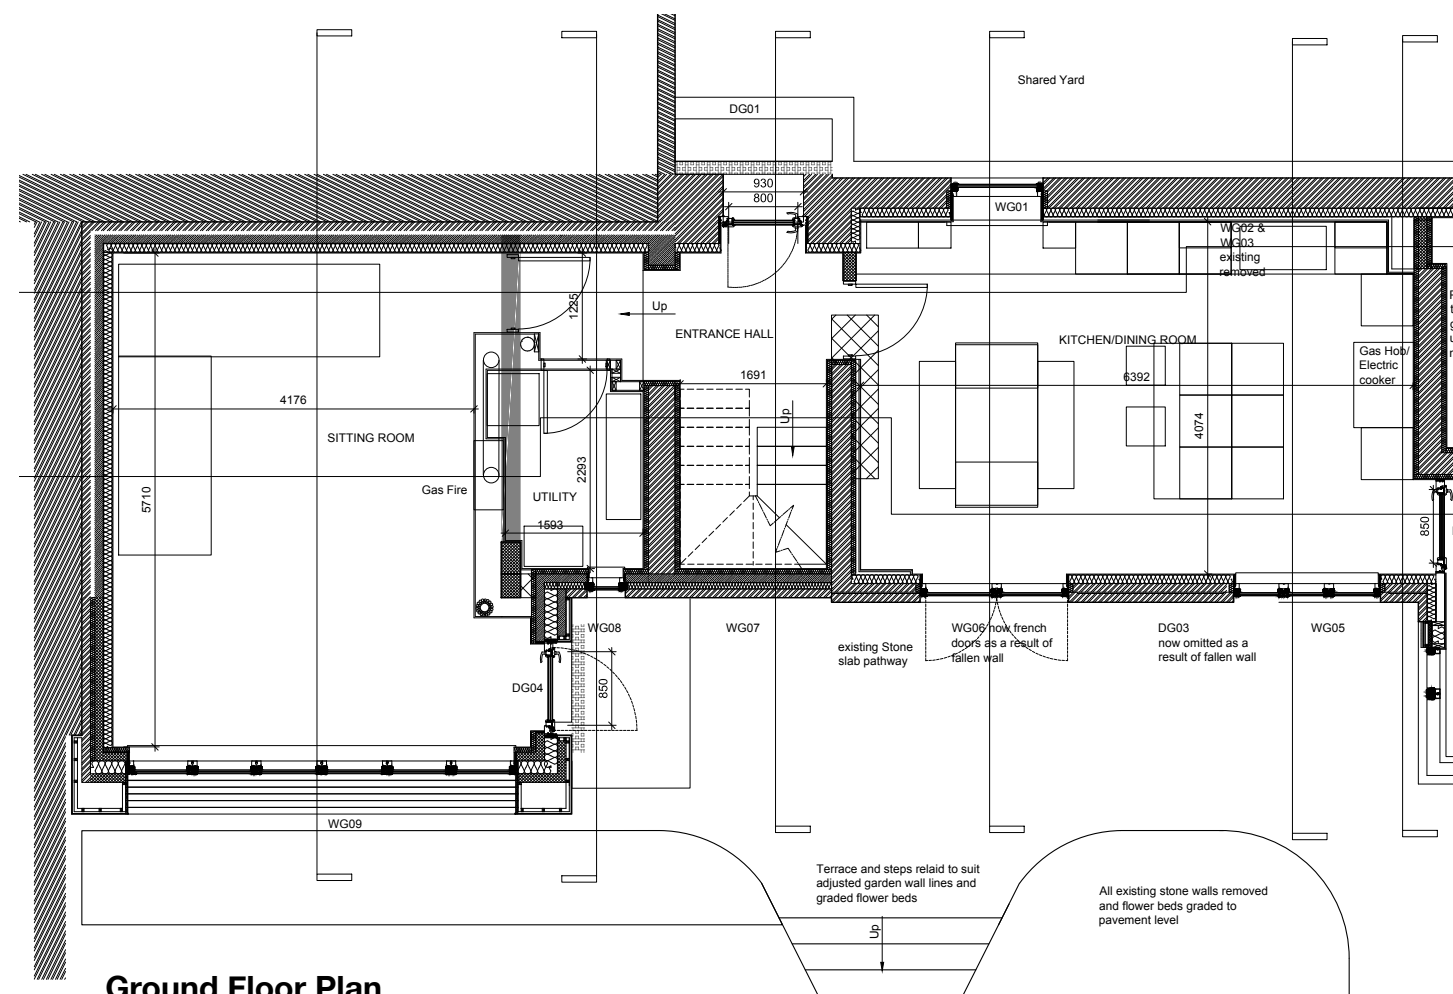 Shared Yard
DG01
930
800
WG01
WG02 &
WG03
existing
removed
1225
Up
ENTRANCE HALL
KITCHEN/DINING ROOM
Gas Hob/
Electric
cooker
1691
6392
4176
Up
4074
SITTING ROOM
2293
Gas Fire
UTILITY
5710
1593
850
WG08
WG07
existing Stone
slab pathway
WG06 now french
doors as a result of
fallen wall
DG03
now omitted as a
result of fallen wall
WG05
DG04
850
WG09
Terrace and steps relaid to suit
adjusted garden wall lines and
graded flower beds
All existing stone walls removed
and flower beds graded to
pavement level
Up
Ground Floor Plan